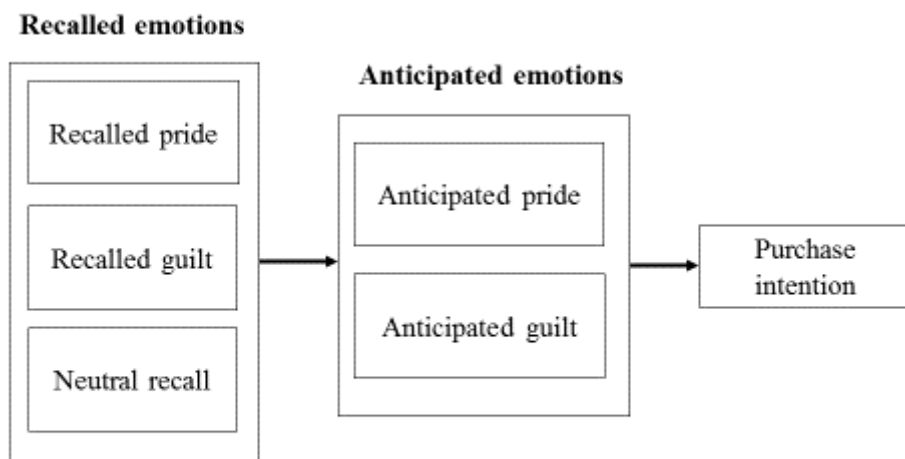 Recalled emotions
Recalled pride
Recalled guilt
Neutral recall
Anticipated emotions
Anticipated pride
Anticipated guilt
Purchase
intention